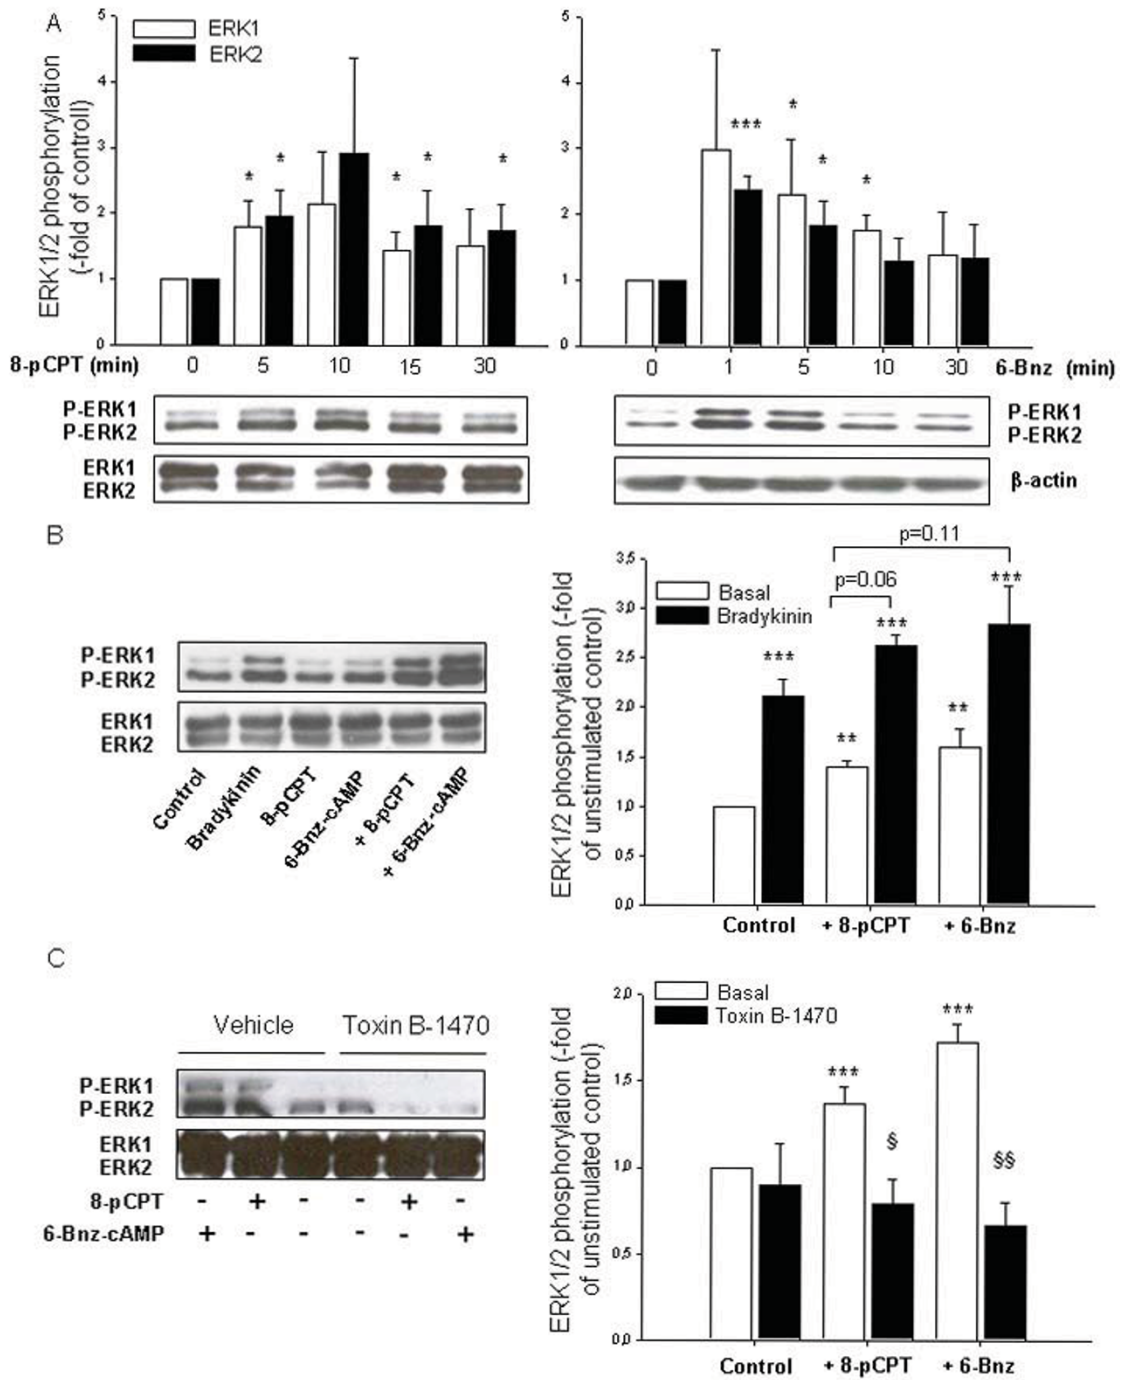 A
ERK1
ERK2
ERK1/2 phosphorylation
(-fold of controll)
5
4
3
2
1
0
5
4
3
2
1
0
*
*
*
*
*
***
*
*
*
8-pCPT (min) 0 5 10 15 30
0 1 5 10 30 6-Bnz (min)
P-ERK1
P-ERK2
ERK1
ERK2
P-ERK1
P-ERK2
β-actin
B
P-ERK1
P-ERK2
ERK1
ERK2
Control
Bradykinin
8-pCPT
6-Bnz-cAMP
+ 8-pCPT
+ 6-Bnz-cAMP
ERK1/2 phosphorylation (-fold
of unstimulated control)
3,5
3,0
2,5
2,0
1,5
1,0
0,5
0,0
Basal
Bradykinin
p=0.11
p=0.06
***
**
***
**
***
Control + 8-pCPT + 6-Bnz
C
Vehicle Toxin B-1470
P-ERK1
P-ERK2
ERK1
ERK2
8-pCPT - + - - + -
6-Bnz-cAMP + - - - - +
ERK1/2 phosphorylation (-fold
of unstimulated control)
2,0
1,5
1,0
0,5
0,0
Basal
Toxin B-1470
***
§
***
§§
Control + 8-pCPT + 6-Bnz